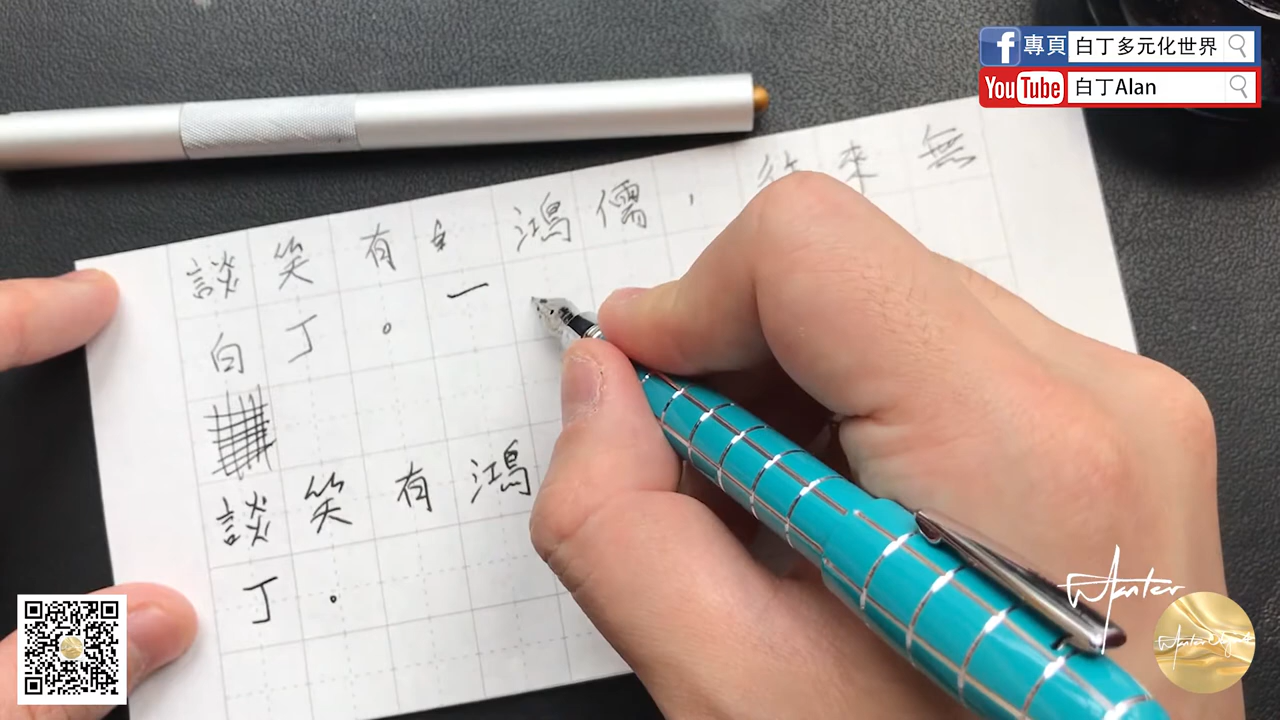 專頁 白丁多元化世界
YouTube 白丁Alan
談笑有鴻儒，往來無
白丁。一
談笑有鴻
丁。
Wanter